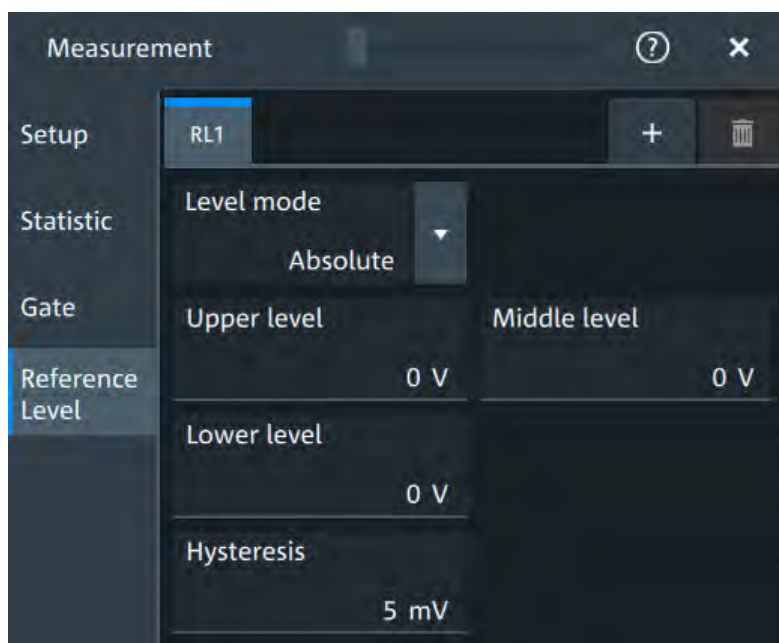 Measurement
?
×
Setup
RL1
+
Statistic
Level mode
Absolute
Gate
Upper level
0 V
Middle level
0 V
Reference
Level
Lower level
0 V
Hysteresis
5 mV